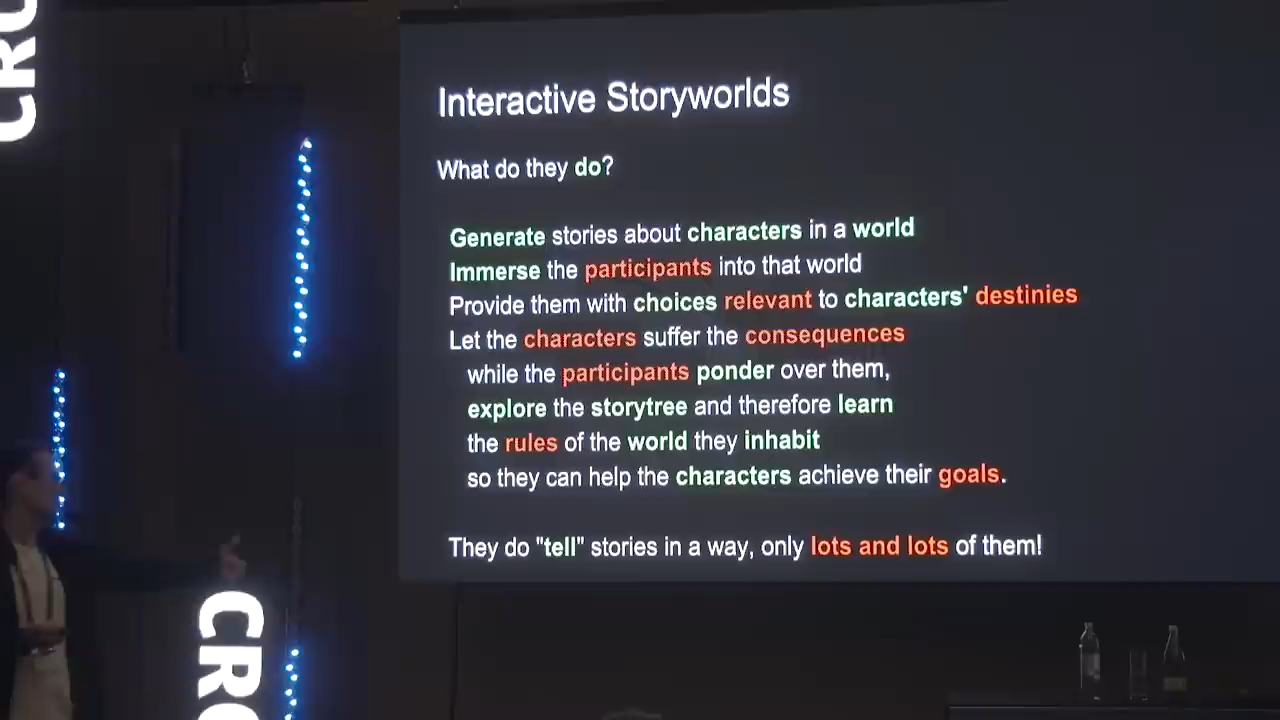 CRO
Interactive Storyworlds
What do they do?
Generate stories about characters in a world
Immerse the participants into that world
Provide them with choices relevant to characters' destinies
Let the characters suffer the consequences
while the participants ponder over them,
explore the storytree and therefore learn
the rules of the world they inhabit
so they can help the characters achieve their goals.
They do "tell" stories in a way, only lots and lots of them!
CRO